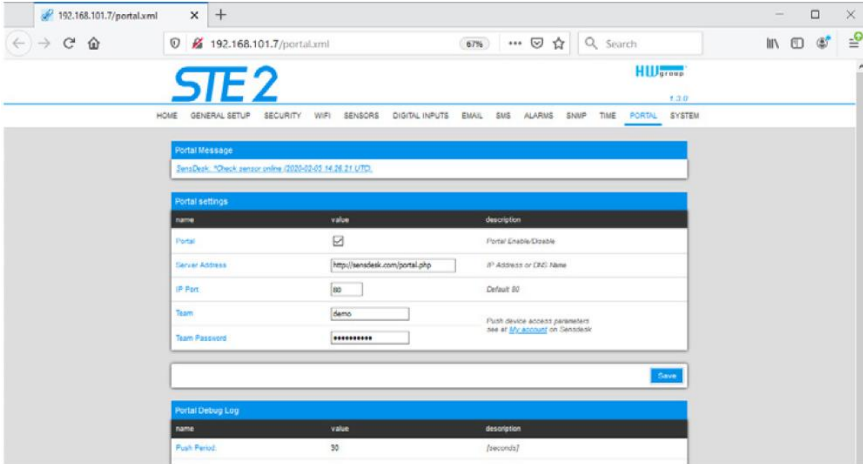 192.168.101.7/portal.xml
192.168.101.7/portal.xml 67% Search
STE 2
HW group
1.3.0
HOME GENERAL SETUP SECURITY WIFI SENSORS DIGITAL INPUTS EMAIL SMS ALARMS SNMP TIME PORTAL SYSTEM
Portal Message
SensDesk: *Check sensor online (2020-02-03 14:26:21 UTC).
Portal settings
name value description
Portal Portal Enable/Disable
Server Address http://sensdesk.com/portal.php IP Address or DNS Name
IP Port 80 Default 80
Team demo
Push device access parameters
see at My account on Sensdesk
Team Password ••••••••••
Save
Portal Debug Log
name value description
Push Period: 30 [seconds]